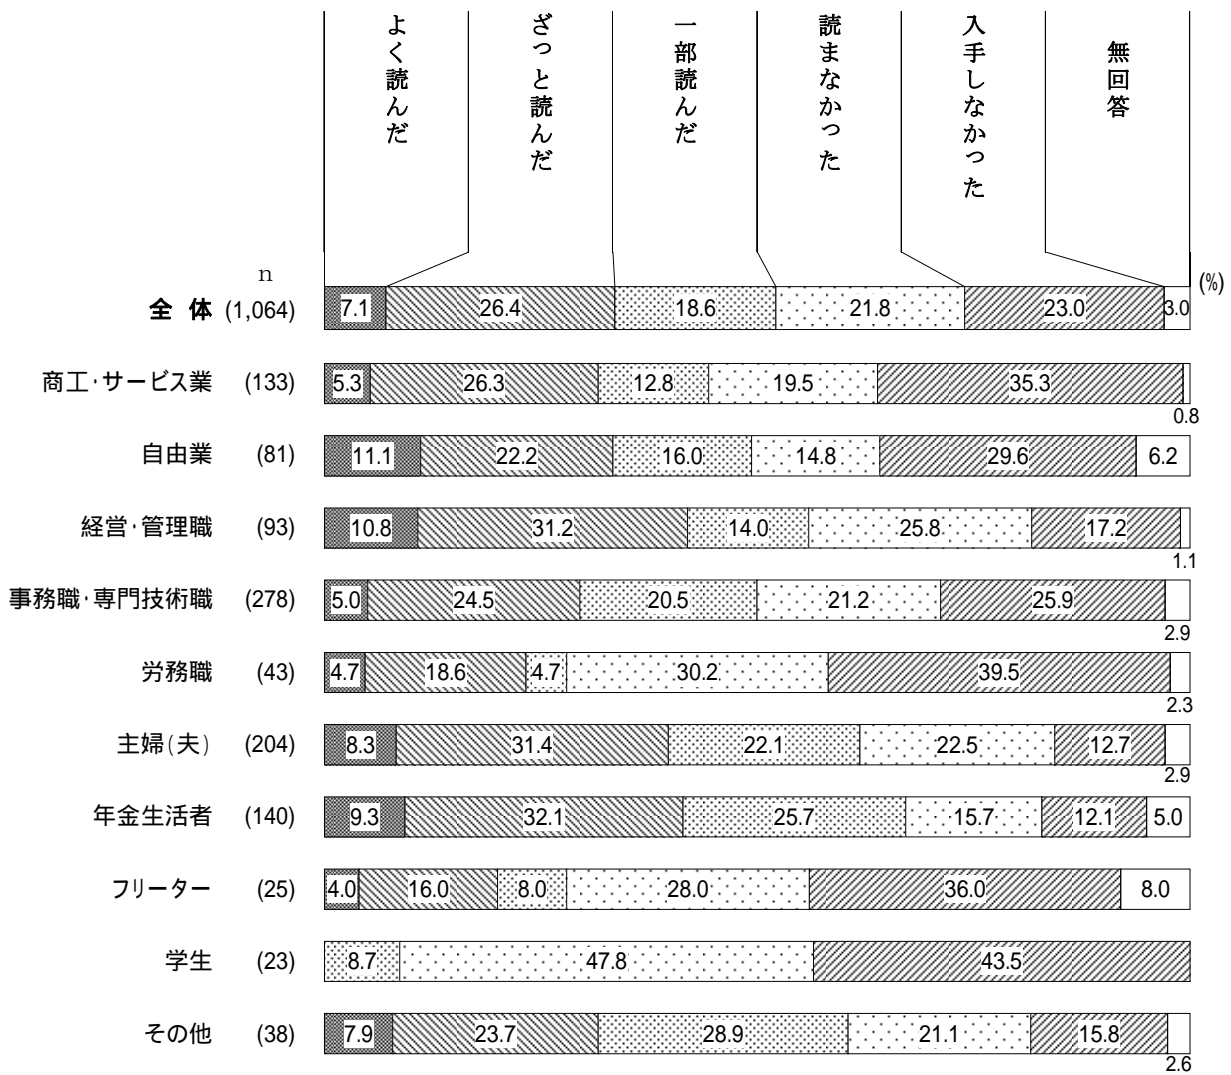 よく読んだ
ざっと読んだ
一部読んだ
読まなかった
入手しなかった
無回答
n
(%)
全 体 (1,064) 7.1 26.4 18.6 21.8 23.0 3.0
商工・サービス業 (133) 5.3 26.3 12.8 19.5 35.3 0.8
自由業 (81) 11.1 22.2 16.0 14.8 29.6 6.2
経営・管理職 (93) 10.8 31.2 14.0 25.8 17.2 1.1
事務職・専門技術職 (278) 5.0 24.5 20.5 21.2 25.9 2.9
労務職 (43) 4.7 18.6 4.7 30.2 39.5 2.3
主婦(夫) (204) 8.3 31.4 22.1 22.5 12.7 2.9
年金生活者 (140) 9.3 32.1 25.7 15.7 12.1 5.0
フリーター (25) 4.0 16.0 8.0 28.0 36.0 8.0
学生 (23) 8.7 47.8 43.5
その他 (38) 7.9 23.7 28.9 21.1 15.8 2.6